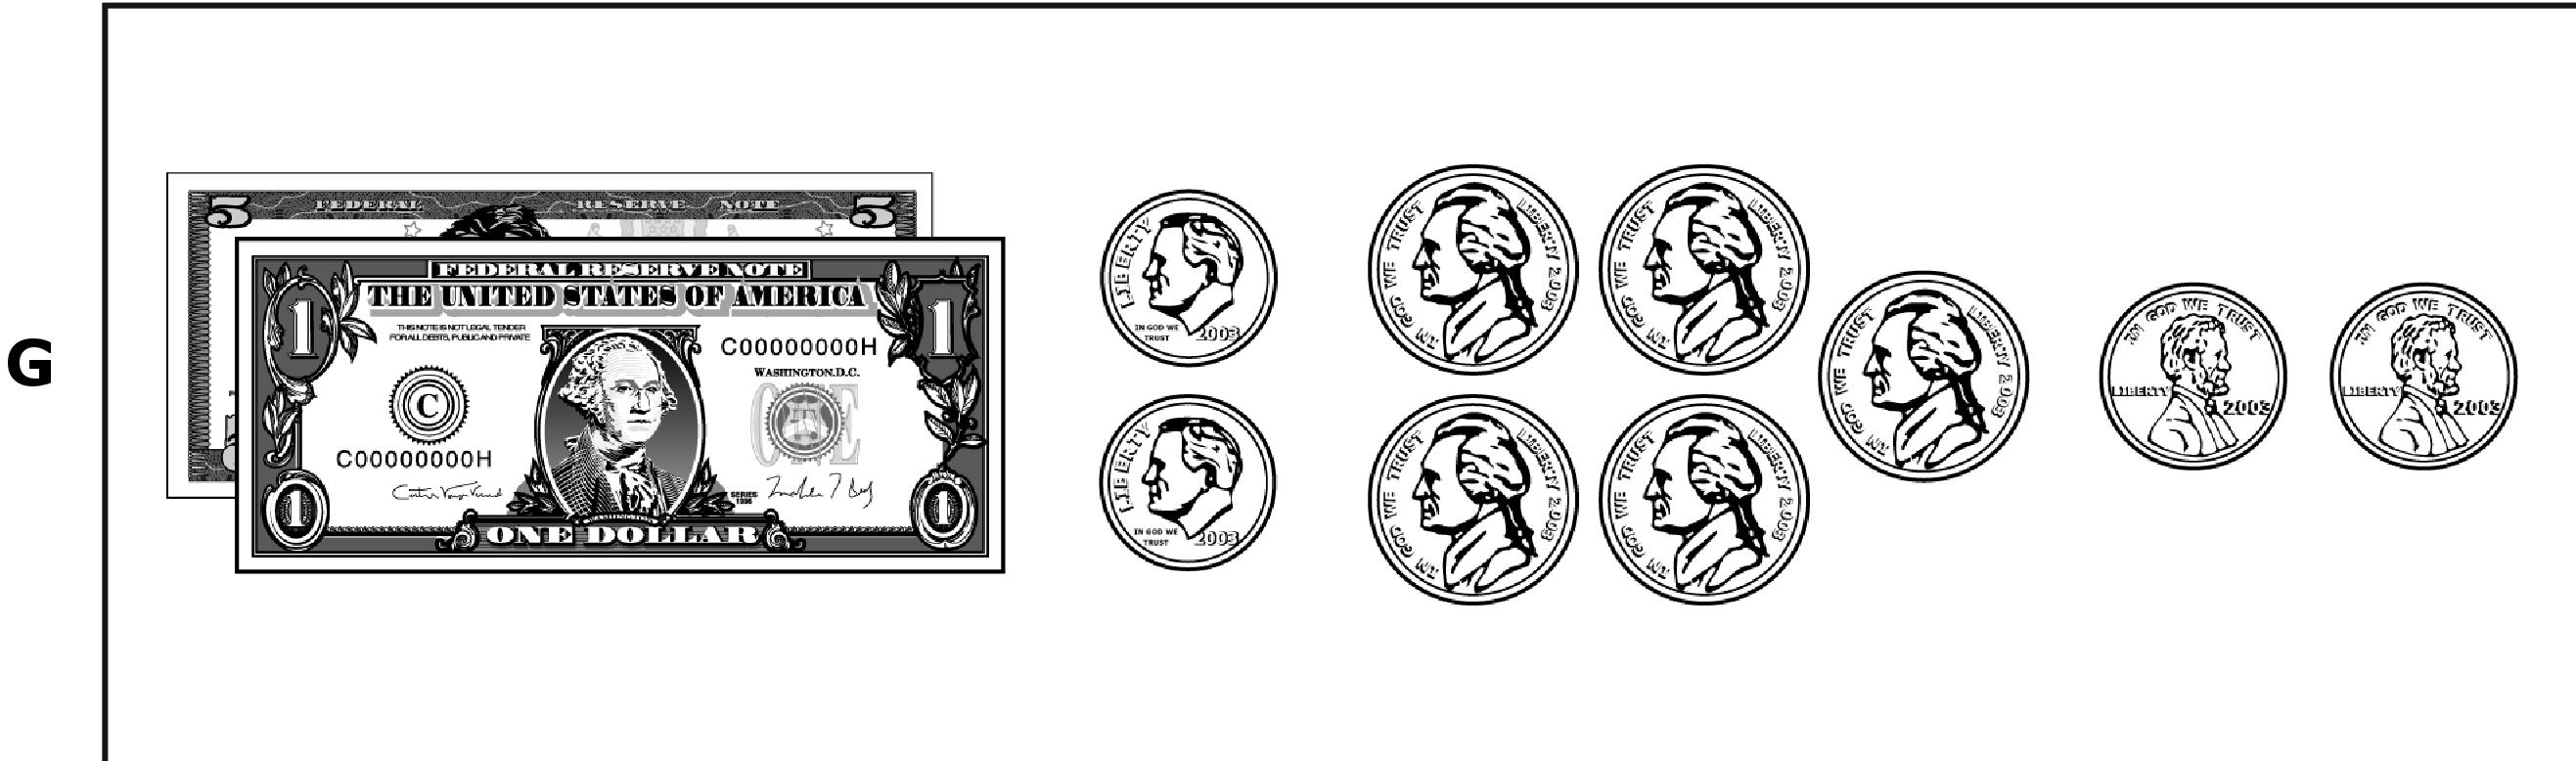 G
5 FEDERAL RESERVE NOTE 5
FEDERAL RESERVE NOTE
THE UNITED STATES OF AMERICA
1 1
THIS NOTE IS NOT LEGAL TENDER
FOR ALL DEBTS, PUBLIC AND PRIVATE
C00000000H
WASHINGTON, D.C.
C
ONE
C00000000H
SERIES
1996
WASHINGTON
1 1
ONE DOLLAR
LIBERTY
IN GOD WE
TRUST
2003
LIBERTY
IN GOD WE
TRUST
2003
IN GOD WE TRUST LIBERTY 2003
IN GOD WE TRUST LIBERTY 2003
IN GOD WE TRUST LIBERTY 2003
IN GOD WE TRUST LIBERTY 2003
IN GOD WE TRUST LIBERTY 2003
IN GOD WE TRUST
LIBERTY 2003
IN GOD WE TRUST
LIBERTY 2003